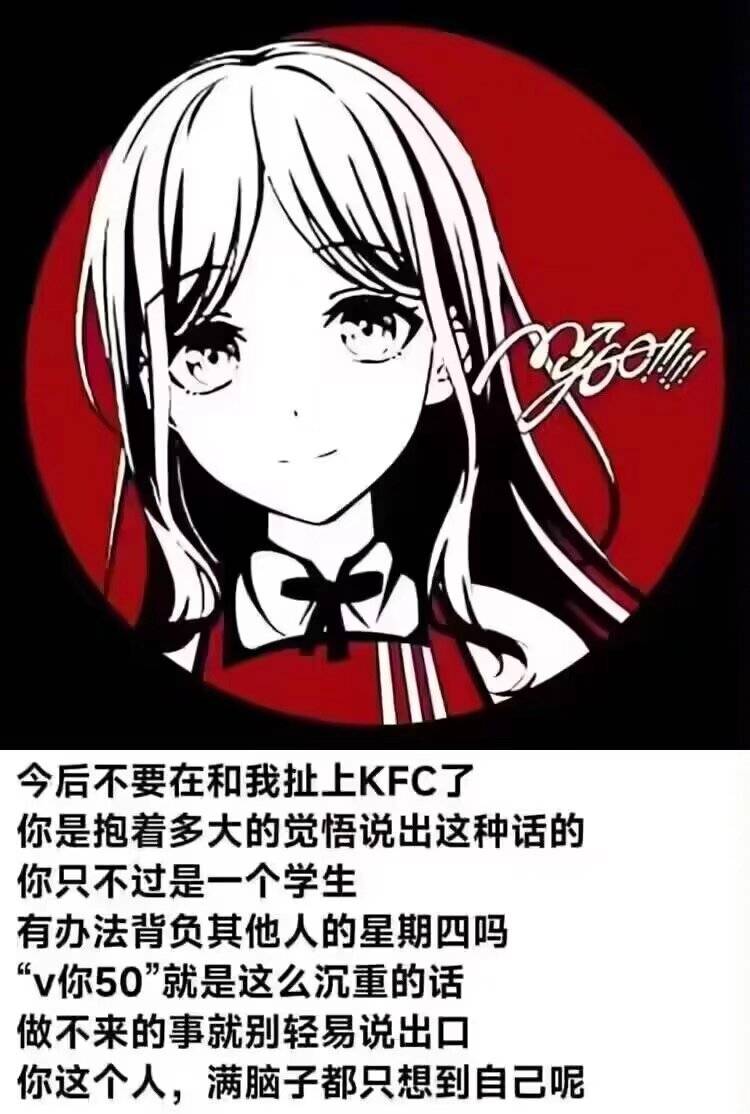 MyGO!!!!!
今后不要在和我扯上KFC了
你是抱着多大的觉悟说出这种话的
你只不过是一个学生
有办法背负其他人的星期四吗
“v你50”就是这么沉重的话
做不来的事就别轻易说出口
你这个人，满脑子都只想到自己呢